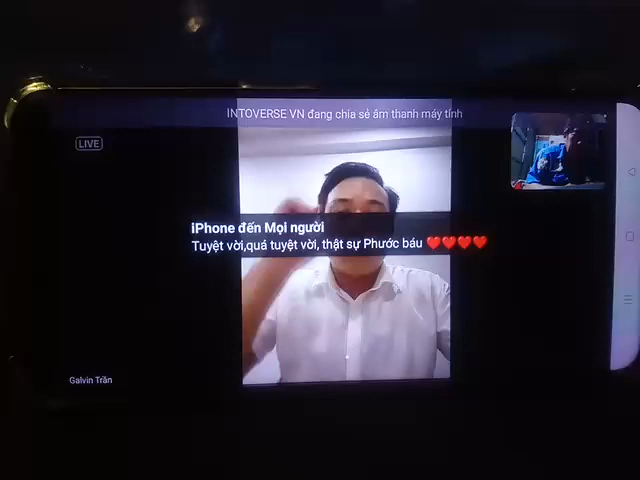 INTOVERSE VN đang chia sẻ âm thanh máy tính
LIVE
iPhone đến Mọi người
Tuyệt vời,quá tuyệt vời, thật sự Phước báu ❤️❤️❤️❤️
Galvin Trần